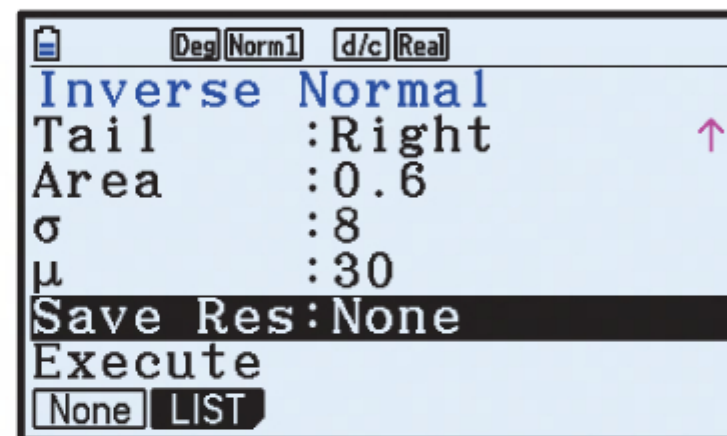 Deg Norm1 d/c Real
Inverse Normal
Tail :Right
Area :0.6
σ :8
μ :30
Save Res:None
Execute
None LIST